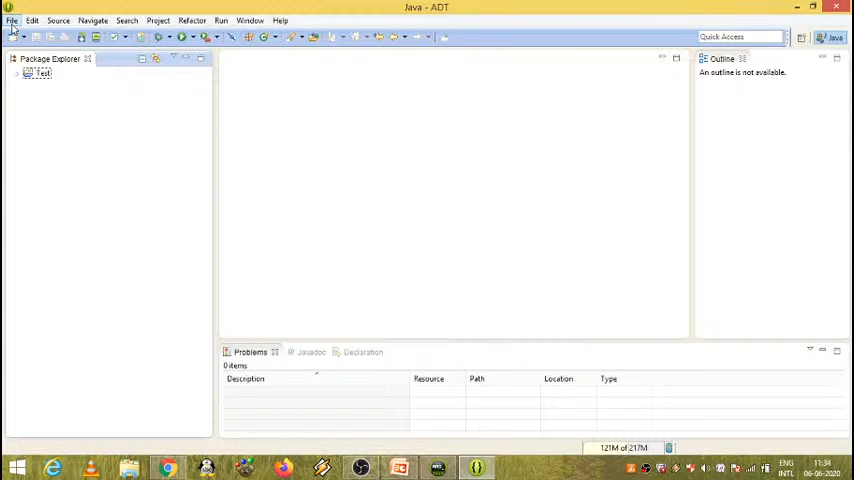 Java - ADT
File Edit Source Navigate Search Project Refactor Run Window Help
Quick Access
Java
Package Explorer
Outline
Test
An outline is not available.
Problems Javadoc Declaration
0 items
Description Resource Path Location Type
121M of 217M
ENG 11:34
INTL 06-06-2020